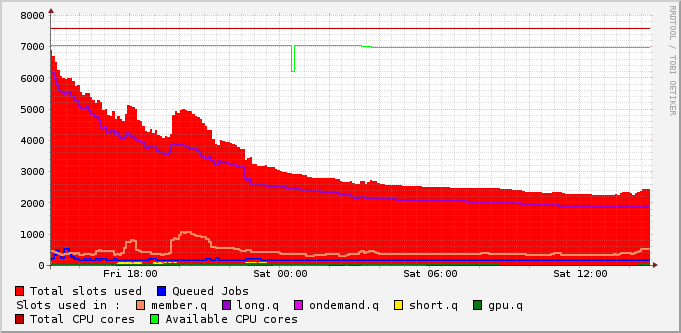 8000
7000
6000
5000
4000
3000
2000
1000
0
Fri 18:00 Sat 00:00 Sat 06:00 Sat 12:00
Total slots used Queued Jobs
Slots used in : member.q long.q ondemand.q short.q gpu.q
Total CPU cores Available CPU cores
RRDTOOL / TOBI OETIKER